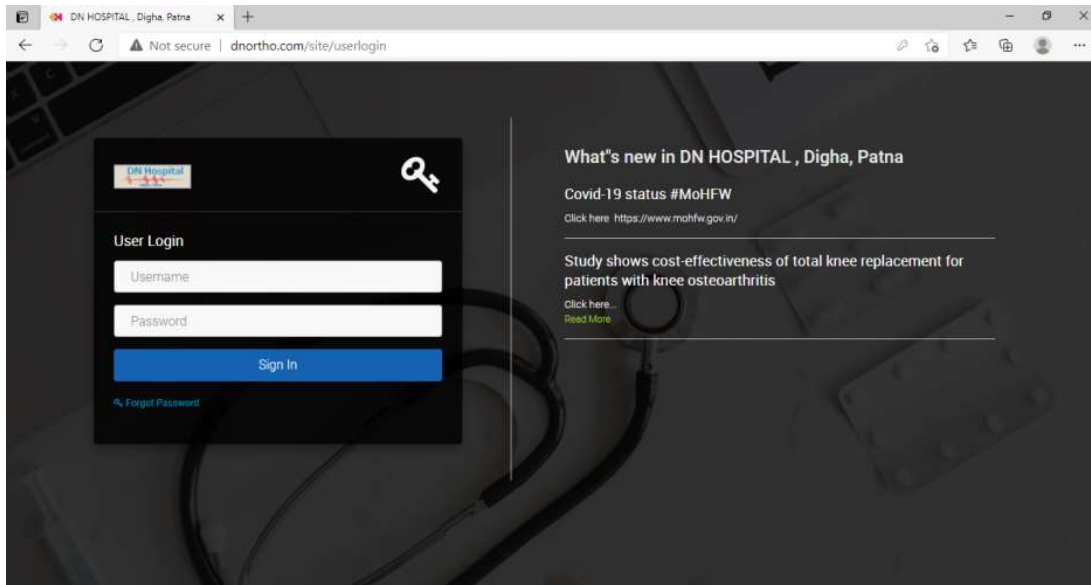 DN HOSPITAL , Digha, Patna
Not secure | dnortho.com/site/userlogin
DN Hospital
User Login
Username
Password
Sign In
Forgot Password
What"s new in DN HOSPITAL , Digha, Patna
Covid-19 status #MoHFW
Click here https://www.mohfw.gov.in/
Study shows cost-effectiveness of total knee replacement for
patients with knee osteoarthritis
Click here...
Read More